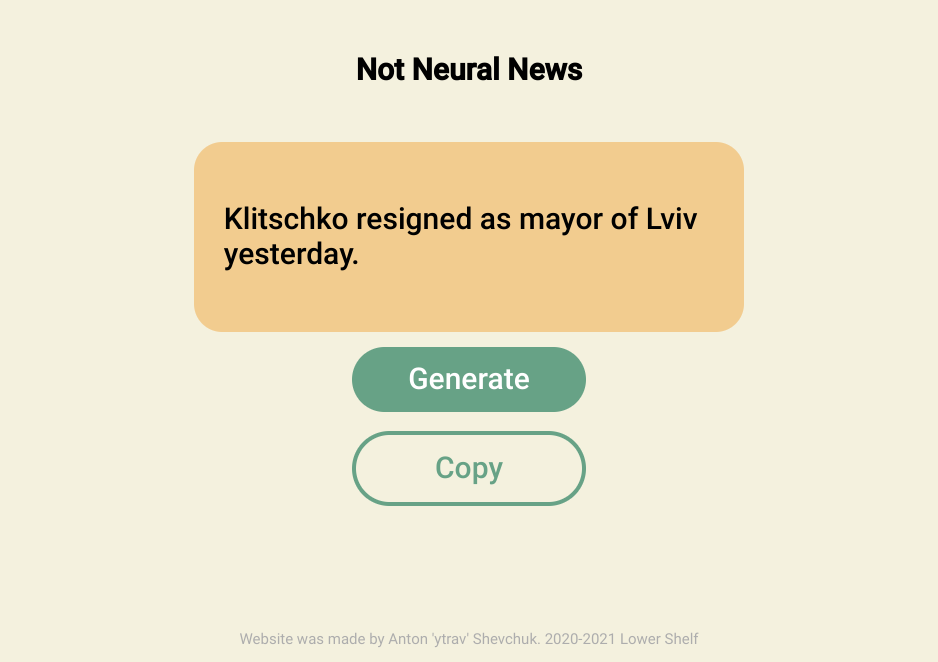 Not Neural News
Klitschko resigned as mayor of Lviv
yesterday.
Generate
Copy
Website was made by Anton 'ytrav' Shevchuk. 2020-2021 Lower Shelf